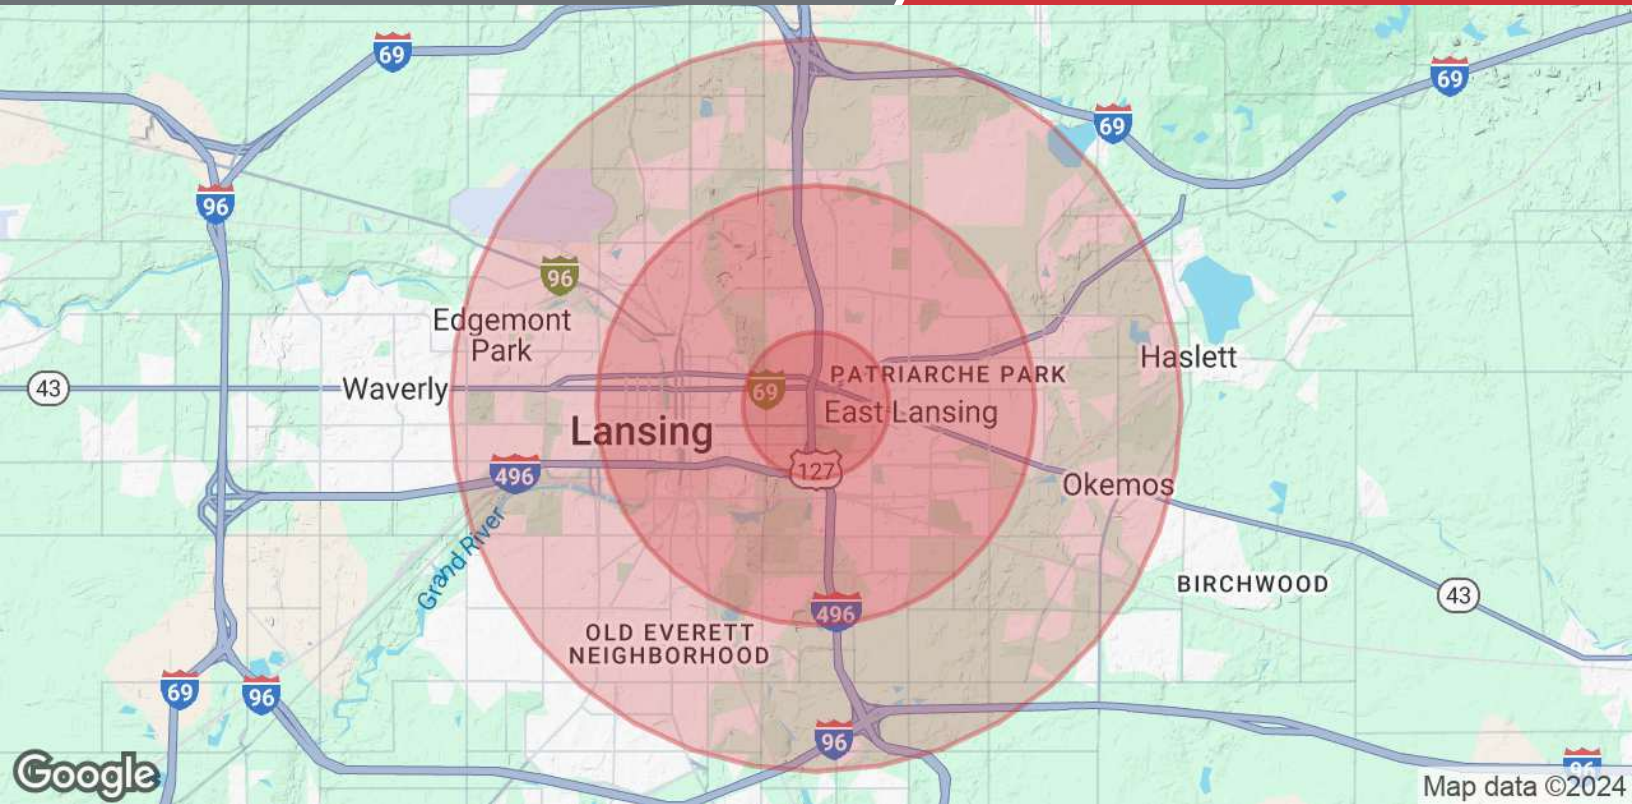 69
69
69
96
96
Edgemont
Park
Haslett
43
Waverly
69
PATRIARCHE PARK
East Lansing
Lansing
127
496
Okemos
Grand River
BIRCHWOOD
43
496
OLD EVERETT
NEIGHBORHOOD
69
96
96
96
Google
Map data ©2024